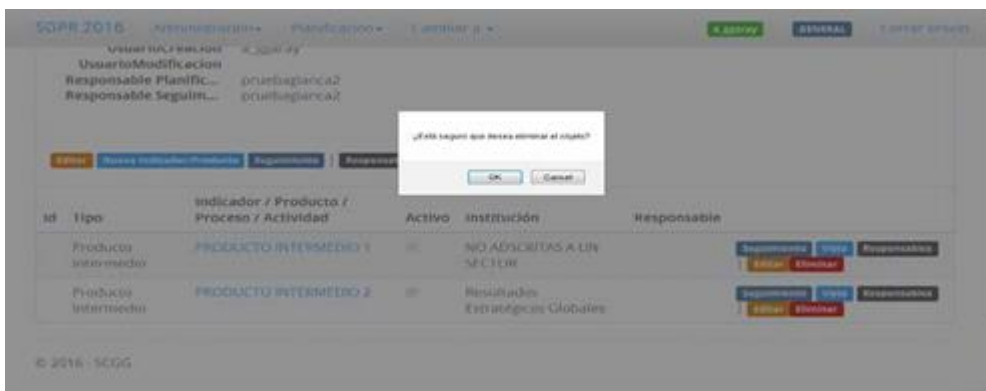 SGPR 2016 Administración Planificación Cambiar a GENERAL Cerrar sesión
UsuarioCreacion
UsuarioModificacion
Responsable Planific... pruebagianca2
Responsable Seguim... pruebagianca2
¿Está seguro que desea eliminar el objeto?
OK Cancel
Editar Nuevo Indicador/Producto Seguimiento |
Id Tipo Indicador / Producto / Proceso / Actividad Activo Institución Responsable
Producto Intermedio PRODUCTO INTERMEDIO 1 NO ADSCRITAS A UN SECTOR Seguimiento Vista Responsables
| Editar Eliminar
Producto Intermedio PRODUCTO INTERMEDIO 2 Resultados Estratégicos Globales Seguimiento Vista Responsables
| Editar Eliminar
© 2016 - SCGG